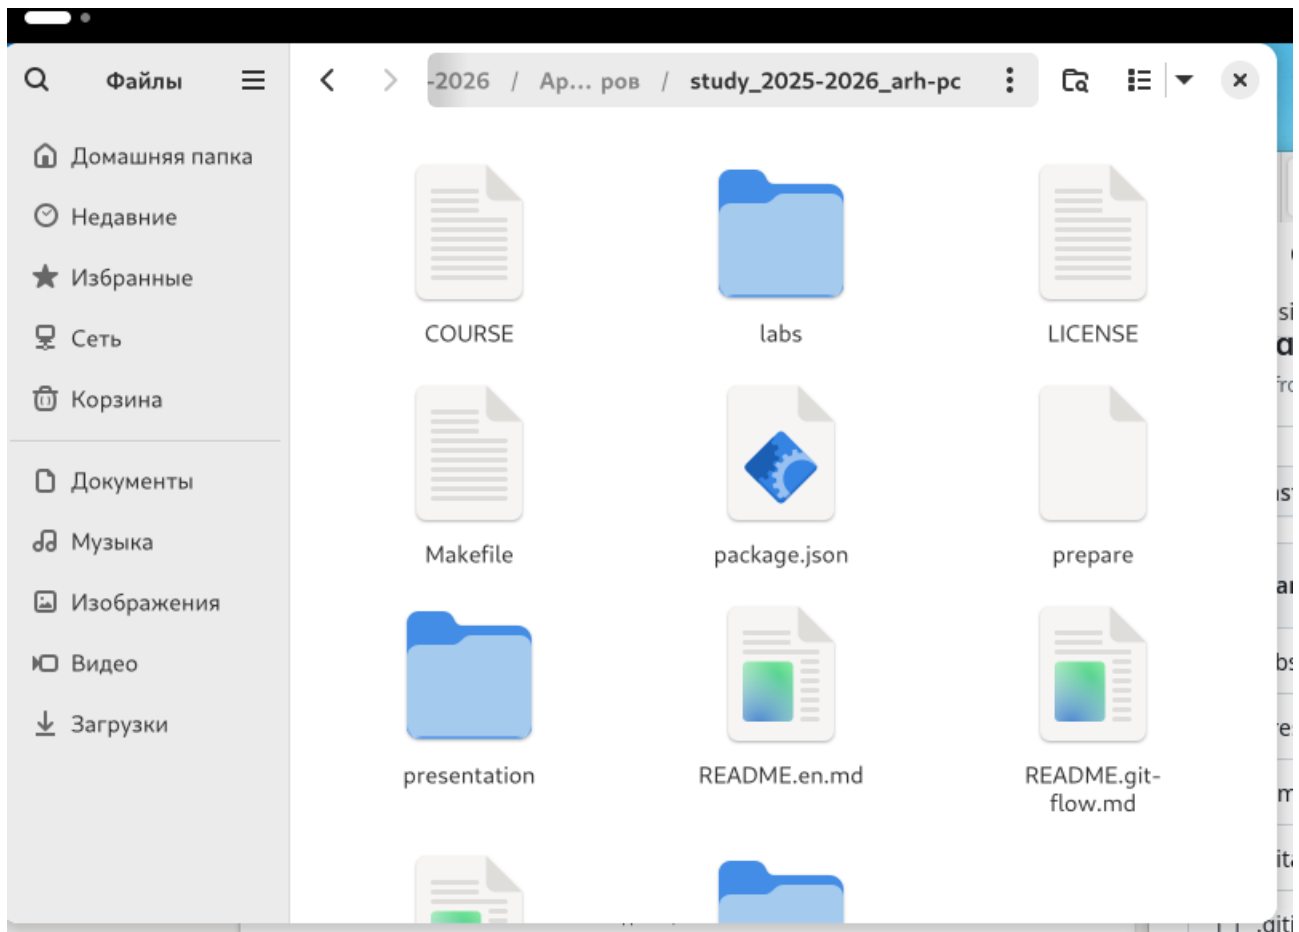 Файлы
-2026 / Ар... ров / study_2025-2026_arh-pc
Домашняя папка
Недавние
Избранные
Сеть
Корзина
Документы
Музыка
Изображения
Видео
Загрузки
COURSE
labs
LICENSE
Makefile
package.json
prepare
presentation
README.en.md
README.git-
flow.md